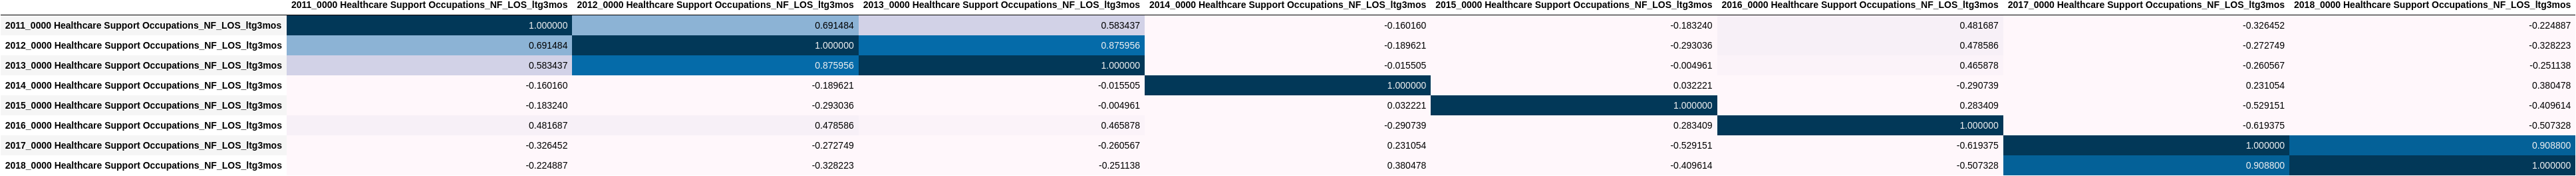 2011_0000 Healthcare Support Occupations_NF_LOS_ltg3mos 2012_0000 Healthcare Support Occupations_NF_LOS_ltg3mos 2013_0000 Healthcare Support Occupations_NF_LOS_ltg3mos 2014_0000 Healthcare Support Occupations_NF_LOS_ltg3mos 2015_0000 Healthcare Support Occupations_NF_LOS_ltg3mos 2016_0000 Healthcare Support Occupations_NF_LOS_ltg3mos 2017_0000 Healthcare Support Occupations_NF_LOS_ltg3mos 2018_0000 Healthcare Support Occupations_NF_LOS_ltg3mos
2011_0000 Healthcare Support Occupations_NF_LOS_ltg3mos 1.000000 0.691484 0.583437 -0.160160 -0.183240 0.481687 -0.326452 -0.224887
2012_0000 Healthcare Support Occupations_NF_LOS_ltg3mos 0.691484 1.000000 0.875956 -0.189621 -0.293036 0.478586 -0.272749 -0.328223
2013_0000 Healthcare Support Occupations_NF_LOS_ltg3mos 0.583437 0.875956 1.000000 -0.015505 -0.004961 0.465878 -0.260567 -0.251138
2014_0000 Healthcare Support Occupations_NF_LOS_ltg3mos -0.160160 -0.189621 -0.015505 1.000000 0.032221 -0.290739 0.231054 0.380478
2015_0000 Healthcare Support Occupations_NF_LOS_ltg3mos -0.183240 -0.293036 -0.004961 0.032221 1.000000 0.283409 -0.529151 -0.409614
2016_0000 Healthcare Support Occupations_NF_LOS_ltg3mos 0.481687 0.478586 0.465878 -0.290739 0.283409 1.000000 -0.619375 -0.507328
2017_0000 Healthcare Support Occupations_NF_LOS_ltg3mos -0.326452 -0.272749 -0.260567 0.231054 -0.529151 -0.619375 1.000000 0.908800
2018_0000 Healthcare Support Occupations_NF_LOS_ltg3mos -0.224887 -0.328223 -0.251138 0.380478 -0.409614 -0.507328 0.908800 1.000000